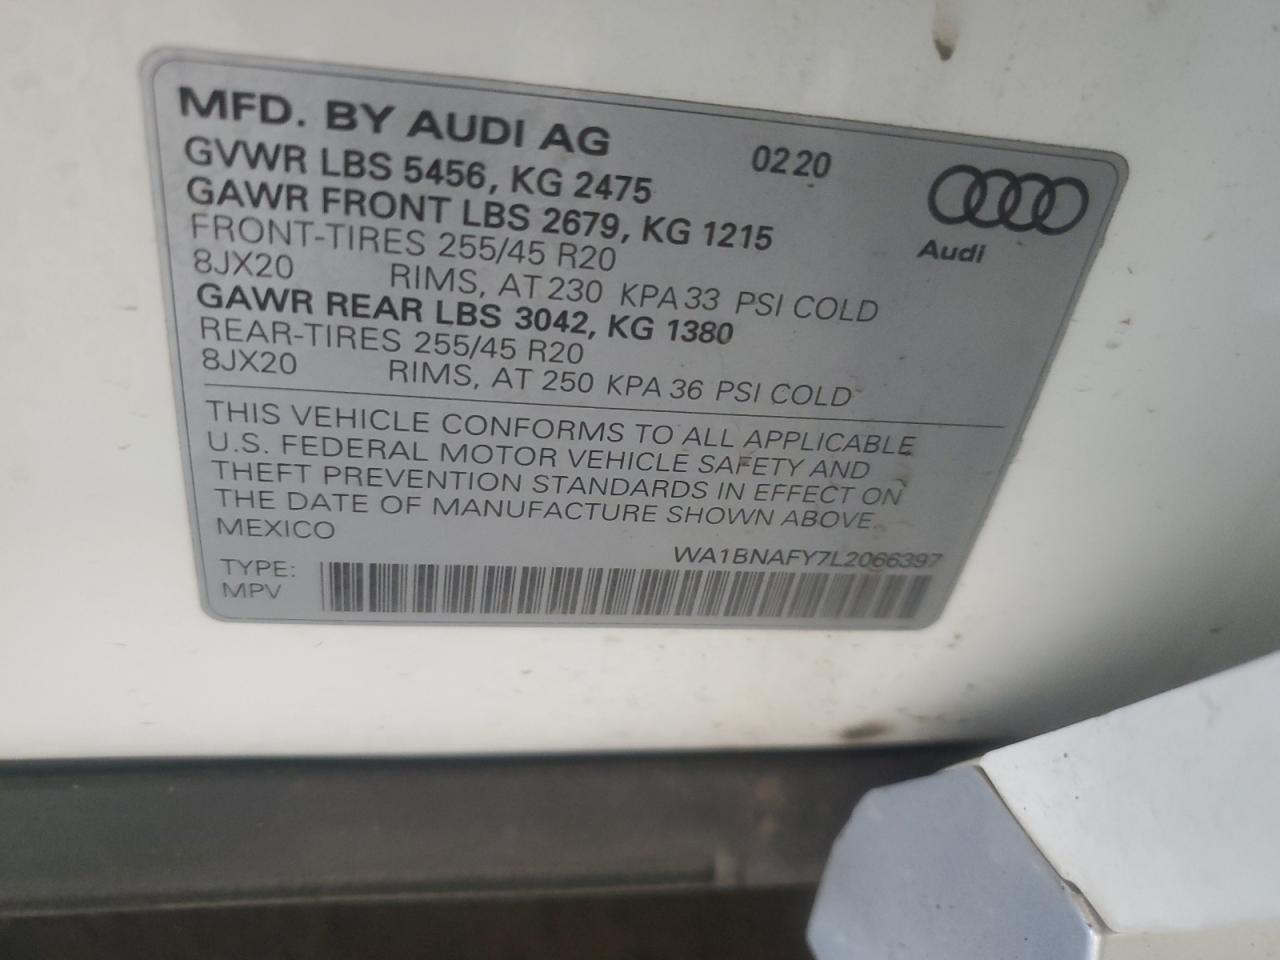 MFD. BY AUDI AG 02 20
GVWR LBS 5456, KG 2475
GAWR FRONT LBS 2679, KG 1215
Audi
FRONT-TIRES 255/45 R20
8JX20 RIMS, AT 230 KPA 33 PSI COLD
GAWR REAR LBS 3042, KG 1380
REAR-TIRES 255/45 R20
8JX20 RIMS, AT 250 KPA 36 PSI COLD
THIS VEHICLE CONFORMS TO ALL APPLICABLE
U.S. FEDERAL MOTOR VEHICLE SAFETY AND
THEFT PREVENTION STANDARDS IN EFFECT ON
THE DATE OF MANUFACTURE SHOWN ABOVE.
MEXICO
WA1BNAFY7L2066397
TYPE:
MPV